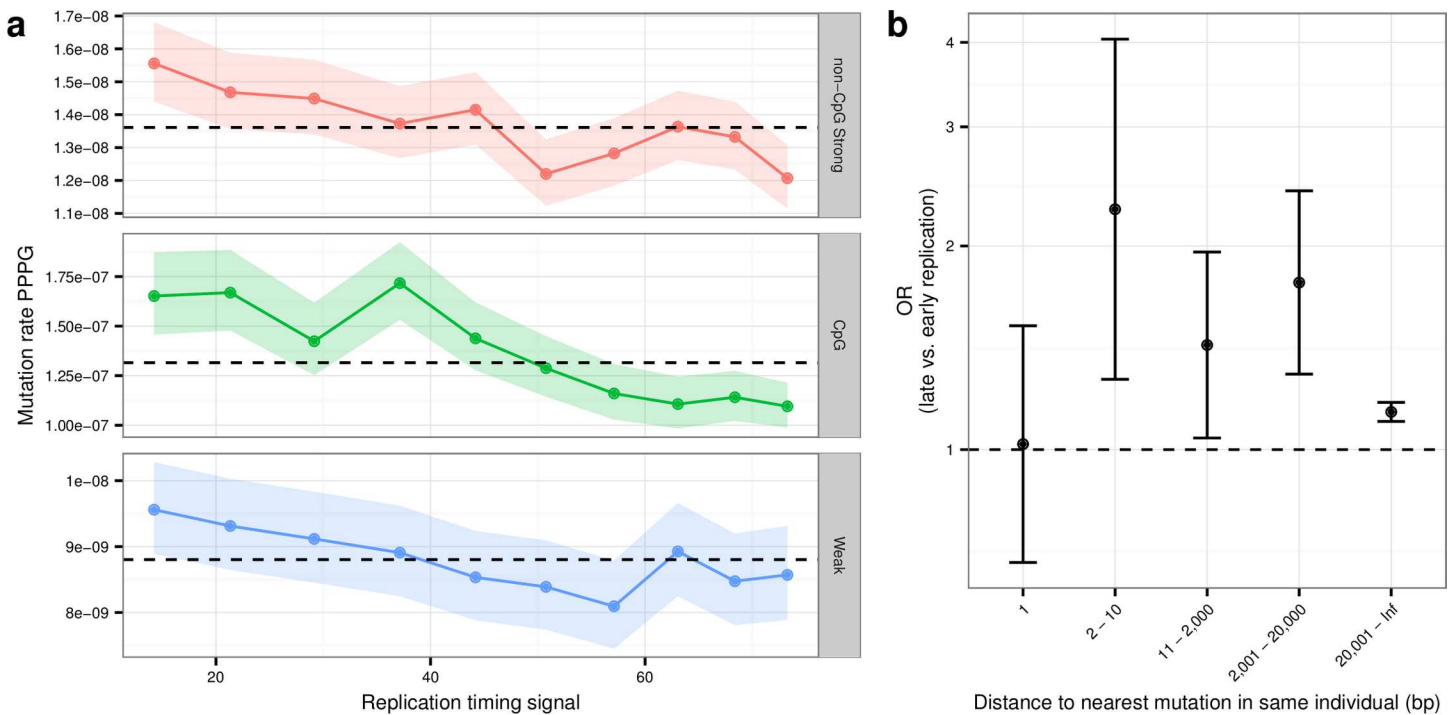 a
Mutation rate PPPG
1.7e−08
1.6e−08
1.5e−08
1.4e−08
1.3e−08
1.2e−08
1.1e−08
non−CpG Strong
1.75e−07
1.50e−07
1.25e−07
1.00e−07
CpG
1e−08
9e−09
8e−09
Weak
20
40
60
Replication timing signal
b
OR
(late vs. early replication)
4
3
2
1
1
2 − 10
11 − 2,000
2,001 − 20,000
20,001 − Inf
Distance to nearest mutation in same individual (bp)